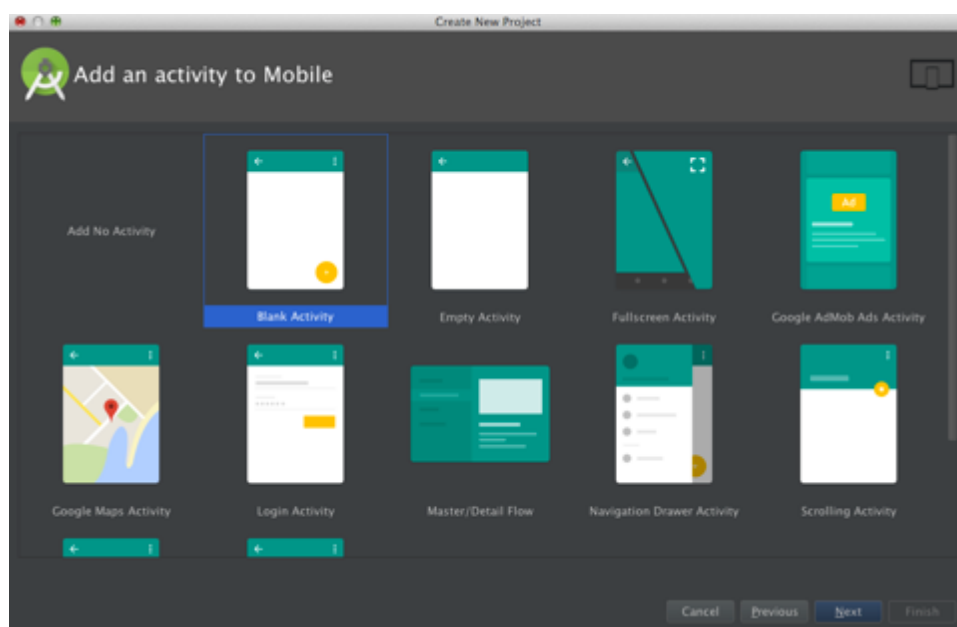 Create New Project
Add an activity to Mobile
Ad
Add No Activity
Blank Activity
Empty Activity
Fullscreen Activity
Google AdMob Ads Activity
Google Maps Activity
Login Activity
Master/Detail Flow
Navigation Drawer Activity
Scrolling Activity
Cancel
Previous
Next
Finish